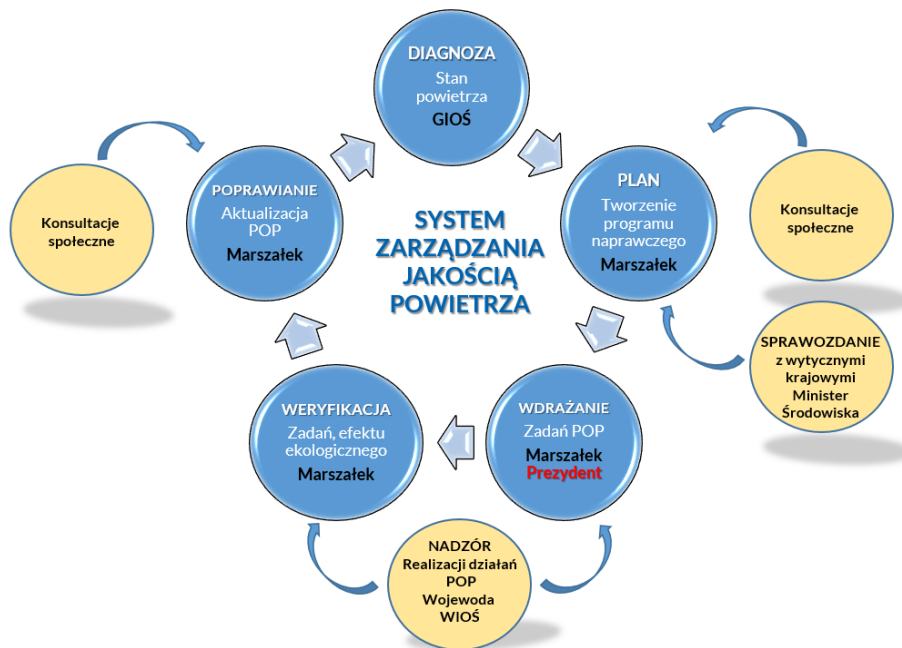 DIAGNOZA
Stan
powietrza
GIOŚ
PLAN
Tworzenie
programu
naprawczego
Marszałek
Konsultacje
społeczne
SPRAWOZDANIE
z wytycznymi
krajowymi
Minister
Środowiska
WDRAŻANIE
Zadań POP
Marszałek
Prezydent
NADZÓR
Realizacji działań
POP
Wojewoda
WIOŚ
WERYFIKACJA
Zadań, efektu
ekologicznego
Marszałek
POPRAWIANIE
Aktualizacja
POP
Marszałek
Konsultacje
społeczne
SYSTEM
ZARZĄDZANIA
JAKOŚCIĄ
POWIETRZA